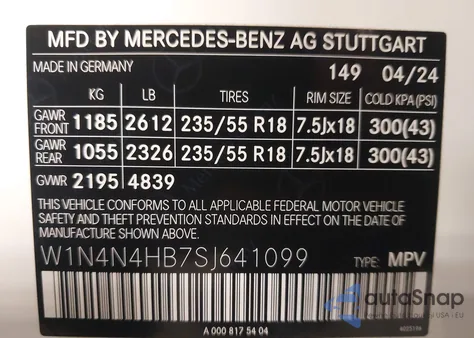 MFD BY MERCEDES-BENZ AG STUTTGART
MADE IN GERMANY 149 04/24
KG LB TIRES RIM SIZE COLD KPA(PSI)
GAWR FRONT 1185 2612 235/55 R18 7.5Jx18 300(43)
GAWR REAR 1055 2326 235/55 R18 7.5Jx18 300(43)
GVWR 2195 4839
THIS VEHICLE CONFORMS TO ALL APPLICABLE FEDERAL MOTOR VEHICLE
SAFETY AND THEFT PREVENTION STANDARDS IN EFFECT ON THE DATE OF
MANUFACTURE SHOWN ABOVE.
W1N4N4HB7SJ641099 TYPE: MPV
autoSnap
A 000 817 54 04